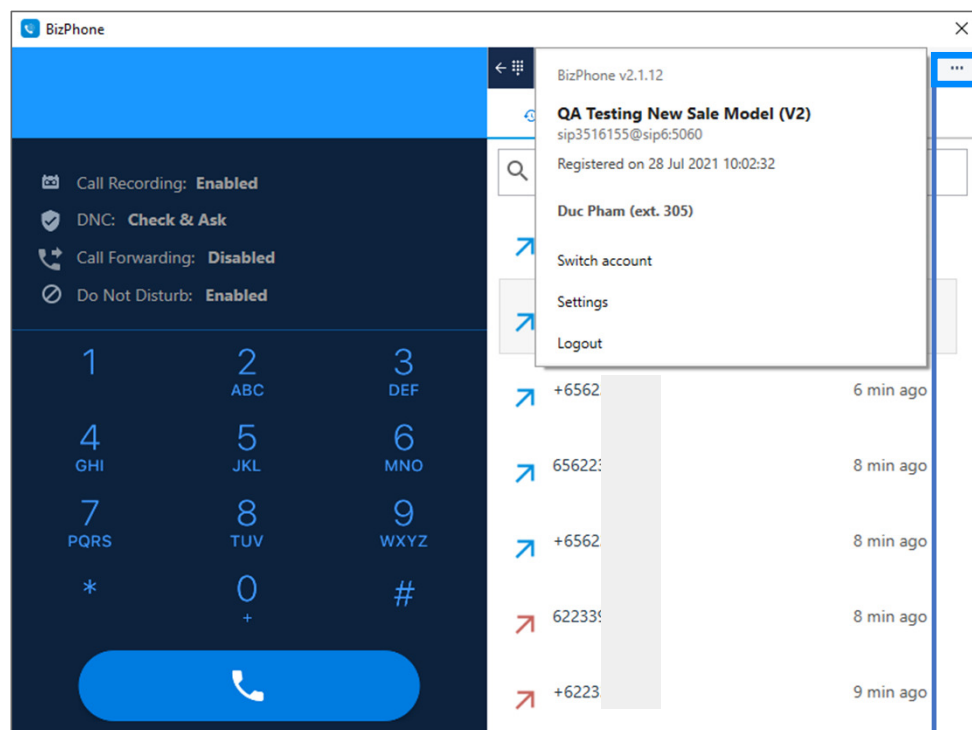 BizPhone
BizPhone v2.1.12
QA Testing New Sale Model (V2)
sip3516155@sip6:5060
Registered on 28 Jul 2021 10:02:32
Duc Pham (ext. 305)
Switch account
Settings
Logout
Call Recording: Enabled
DNC: Check & Ask
Call Forwarding: Disabled
Do Not Disturb: Enabled
1 2 3
ABC DEF
4 5 6
GHI JKL MNO
7 8 9
PQRS TUV WXYZ
* 0 #
+
+6562 6 min ago
65622 8 min ago
+6562 8 min ago
62233 8 min ago
+6223 9 min ago